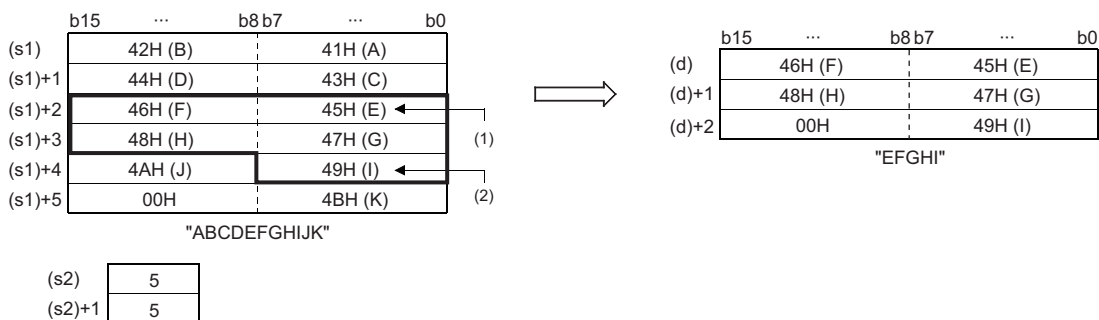 b15 ⋯ b8 b7 ⋯ b0
(s1) 42H (B) 41H (A)
(s1)+1 44H (D) 43H (C)
(s1)+2 46H (F) 45H (E)
(s1)+3 48H (H) 47H (G) (1)
(s1)+4 4AH (J) 49H (I)
(s1)+5 00H 4BH (K) (2)
"ABCDEFGHIJK"
(s2) 5
(s2)+1 5
b15 ⋯ b8 b7 ⋯ b0
(d) 46H (F) 45H (E)
(d)+1 48H (H) 47H (G)
(d)+2 00H 49H (I)
"EFGHI"